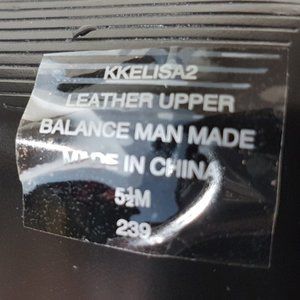 KKELISA2
LEATHER UPPER
BALANCE MAN MADE
MADE IN CHINA
5½M
239